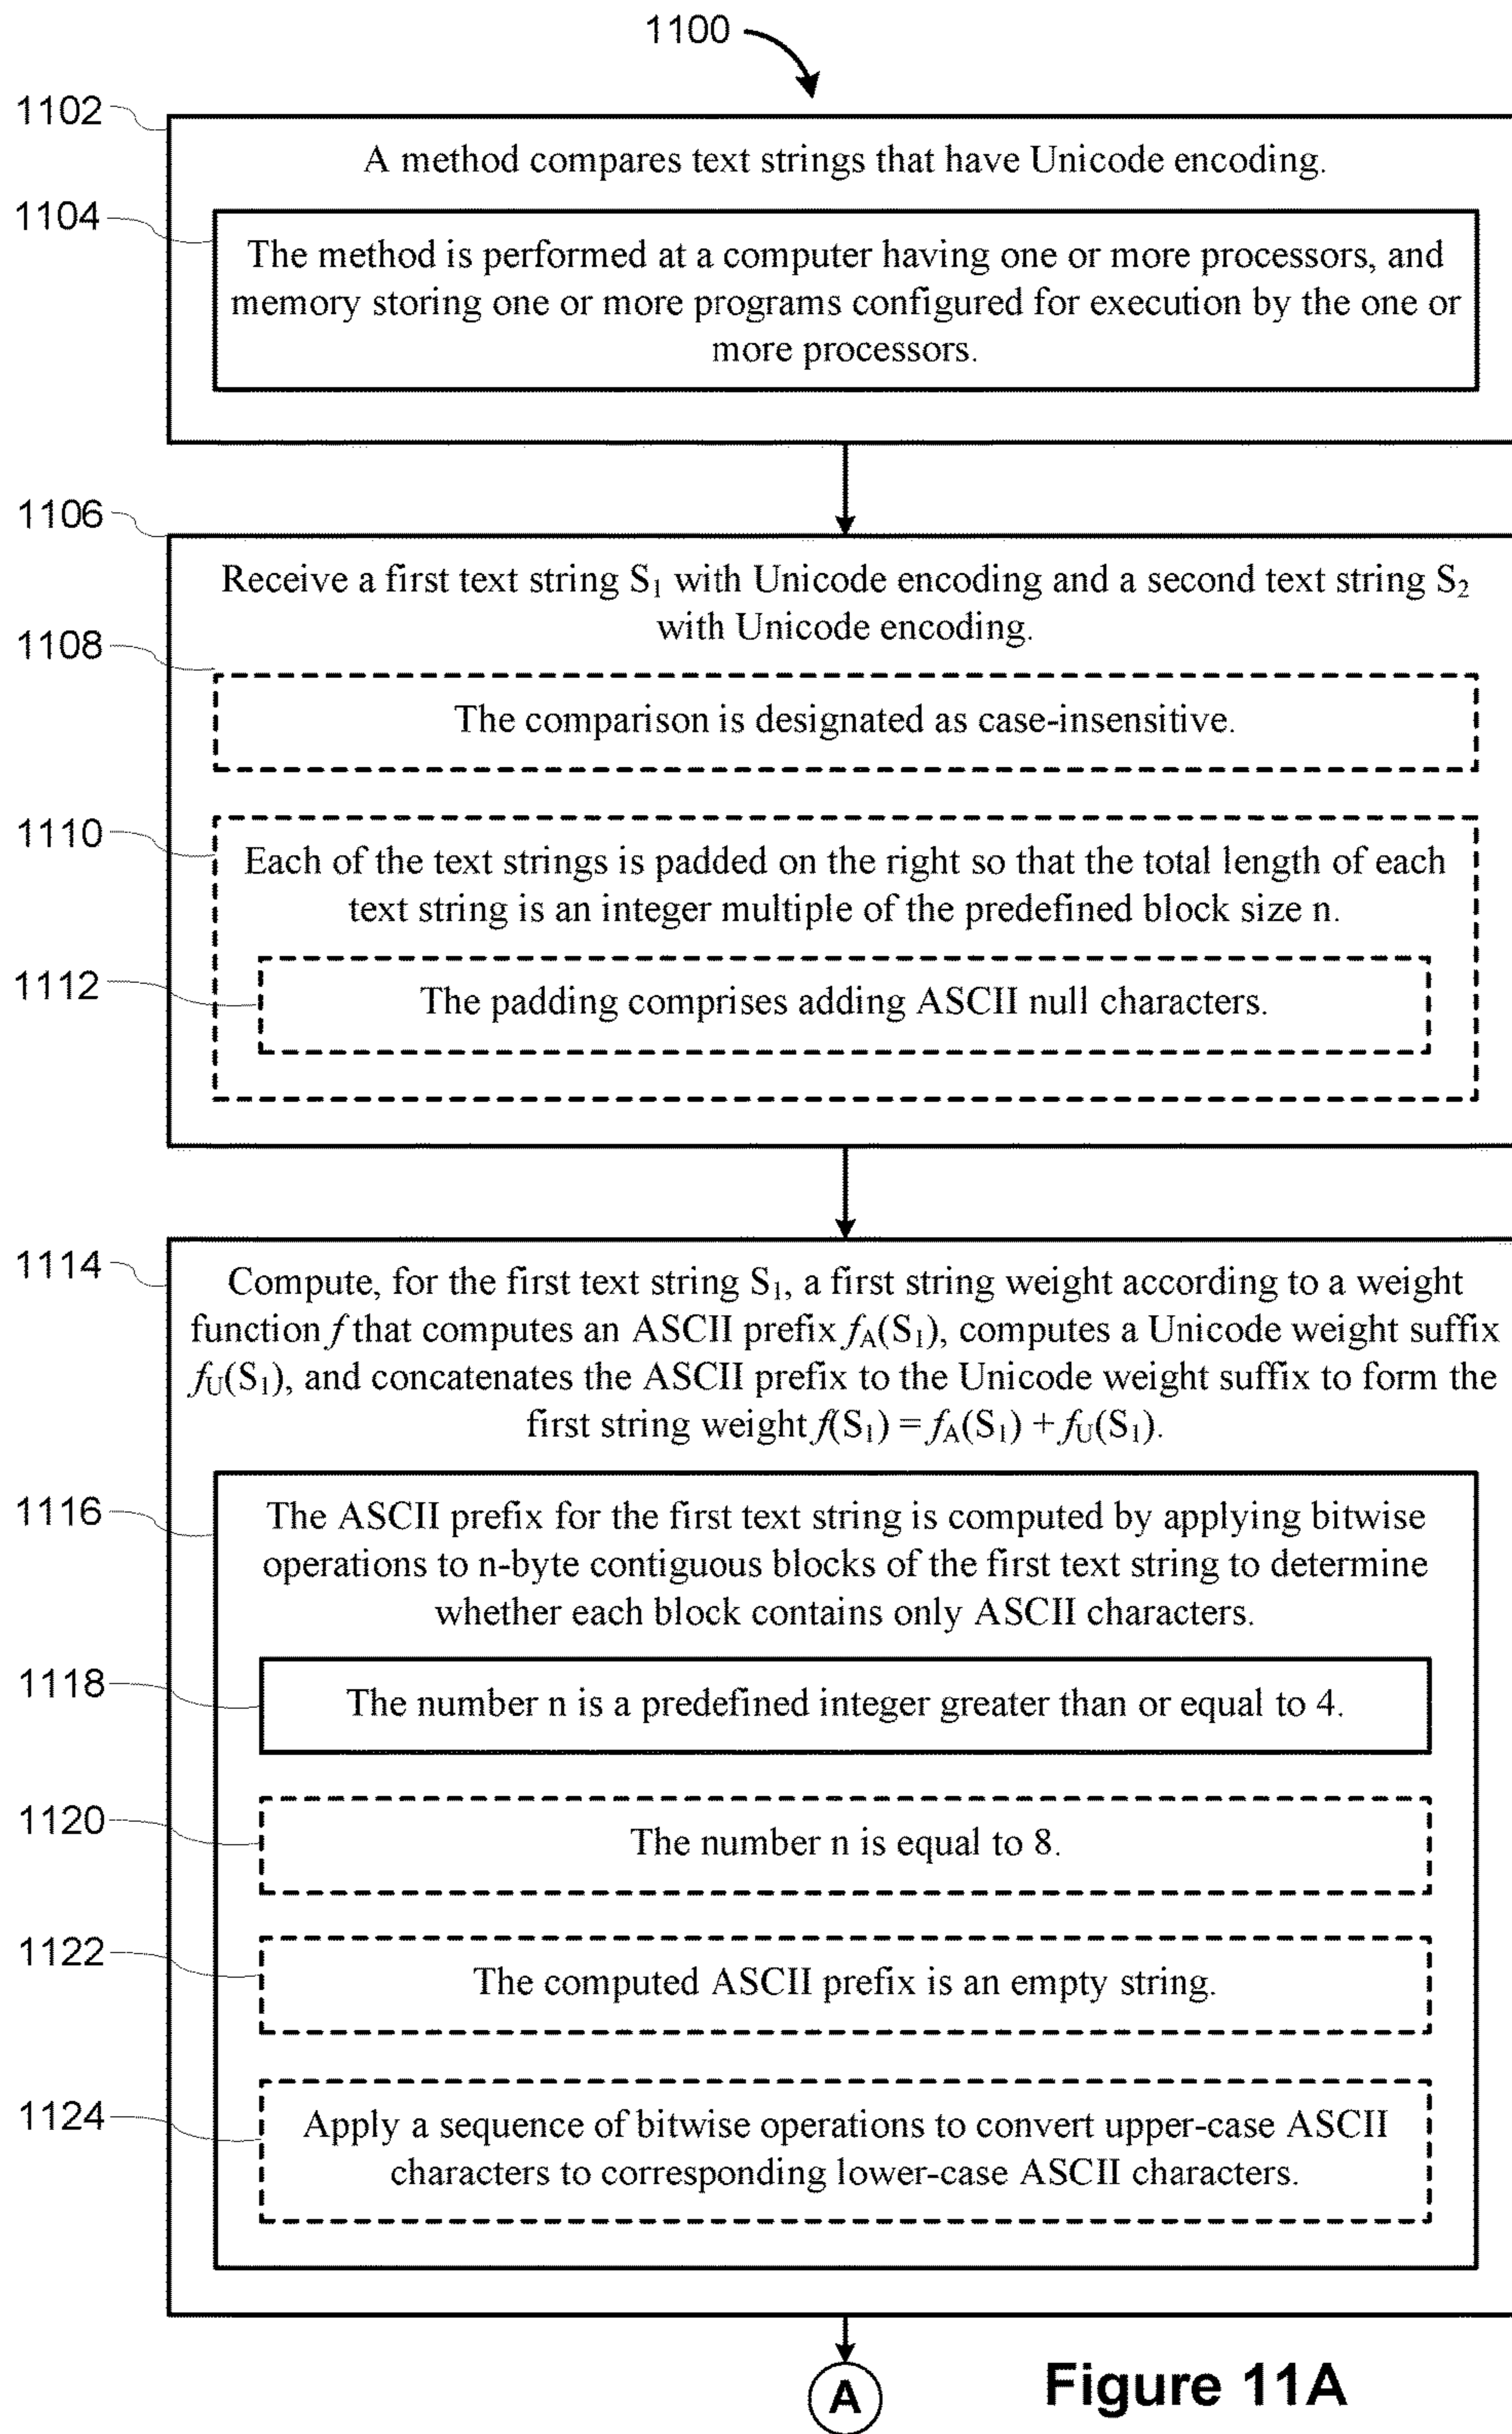 1100
1102
A method compares text strings that have Unicode encoding.
1104
The method is performed at a computer having one or more processors, and
memory storing one or more programs configured for execution by the one or
more processors.
1106
Receive a first text string S₁ with Unicode encoding and a second text string S₂
with Unicode encoding.
1108
The comparison is designated as case-insensitive.
1110
Each of the text strings is padded on the right so that the total length of each
text string is an integer multiple of the predefined block size n.
1112
The padding comprises adding ASCII null characters.
1114
Compute, for the first text string S₁, a first string weight according to a weight
function f that computes an ASCII prefix f_A(S₁), computes a Unicode weight suffix
f_U(S₁), and concatenates the ASCII prefix to the Unicode weight suffix to form the
first string weight f(S₁) = f_A(S₁) + f_U(S₁).
1116
The ASCII prefix for the first text string is computed by applying bitwise
operations to n-byte contiguous blocks of the first text string to determine
whether each block contains only ASCII characters.
1118
The number n is a predefined integer greater than or equal to 4.
1120
The number n is equal to 8.
1122
The computed ASCII prefix is an empty string.
1124
Apply a sequence of bitwise operations to convert upper-case ASCII
characters to corresponding lower-case ASCII characters.
A
Figure 11A